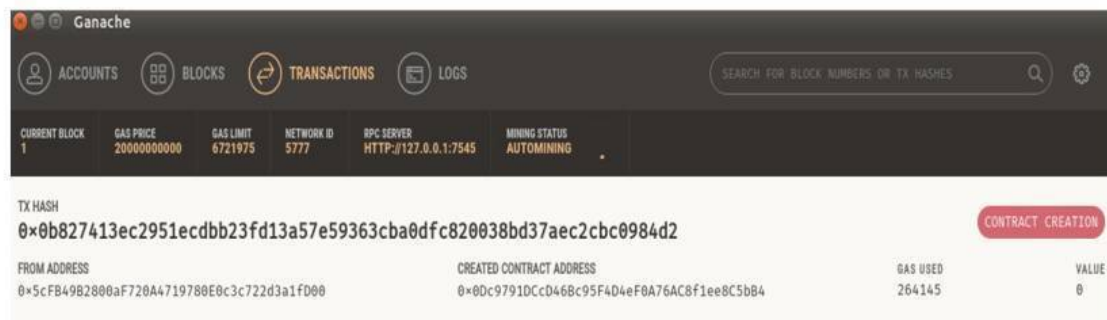 Ganache
ACCOUNTS BLOCKS TRANSACTIONS LOGS SEARCH FOR BLOCK NUMBERS OR TX HASHES
CURRENT BLOCK GAS PRICE GAS LIMIT NETWORK ID RPC SERVER MINING STATUS
1 20000000000 6721975 5777 HTTP://127.0.0.1:7545 AUTOMINING
TX HASH
0×0b827413ec2951ecdbb23fd13a57e59363cba0dfc820038bd37aec2cbc0984d2 CONTRACT CREATION
FROM ADDRESS CREATED CONTRACT ADDRESS GAS USED VALUE
0×5cFB49B2800aF720A4719780E0c3c722d3a1fD00 0×0Dc9791DCcD46Bc95F4D4eF0A76AC8f1ee8C5bB4 264145 0